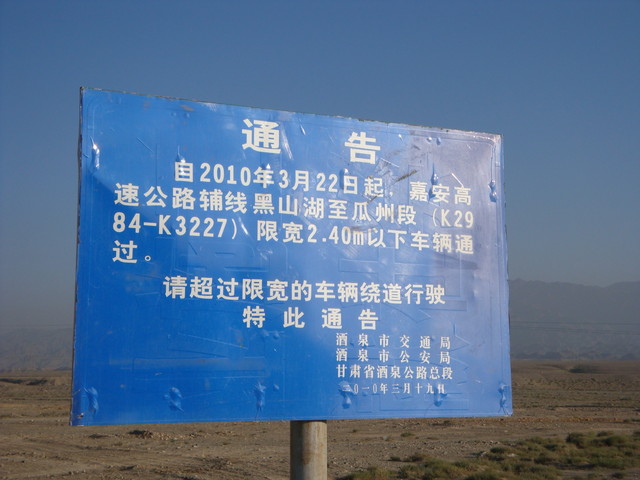 通告
自2010年3月22日起，嘉安高
速公路辅线黑山湖至瓜州段（K29
84-K3227）限宽2.40m以下车辆通
过。
请超过限宽的车辆绕道行驶
特此通告
酒泉市交通局
酒泉市公安局
甘肃省酒泉公路总段
二〇一〇年三月十九日